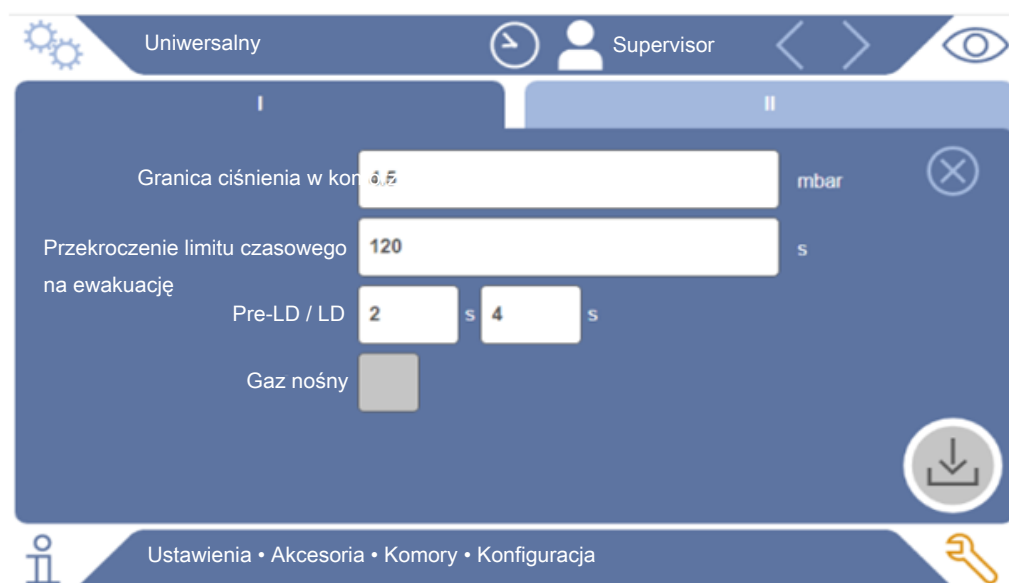 Uniwersalny
Supervisor
I
II
Granica ciśnienia w
mbar
Przekroczenie limitu czasowego
na ewakuację
120
s
Pre-LD / LD
2
s
4
s
Gaz nośny
Ustawienia • Akcesoria • Komory • Konfiguracja